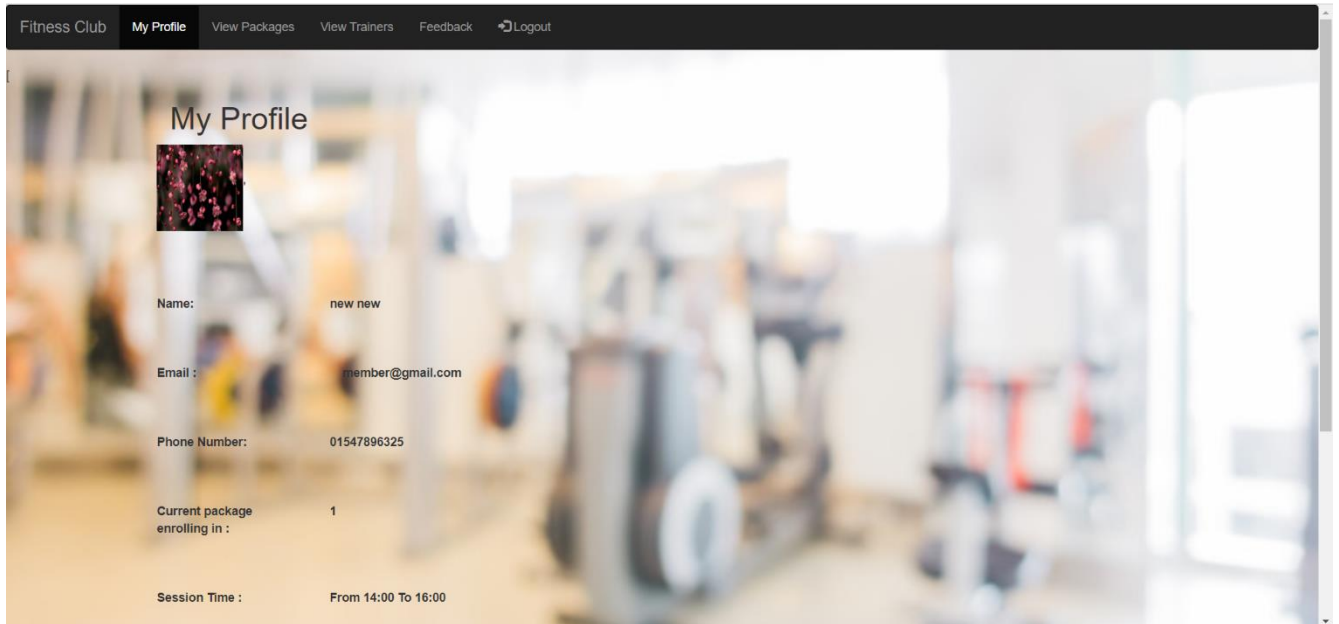 Fitness Club My Profile View Packages View Trainers Feedback Logout
[
My Profile
Name: new new
Email : member@gmail.com
Phone Number: 01547896325
Current package 1
enrolling in :
Session Time : From 14:00 To 16:00